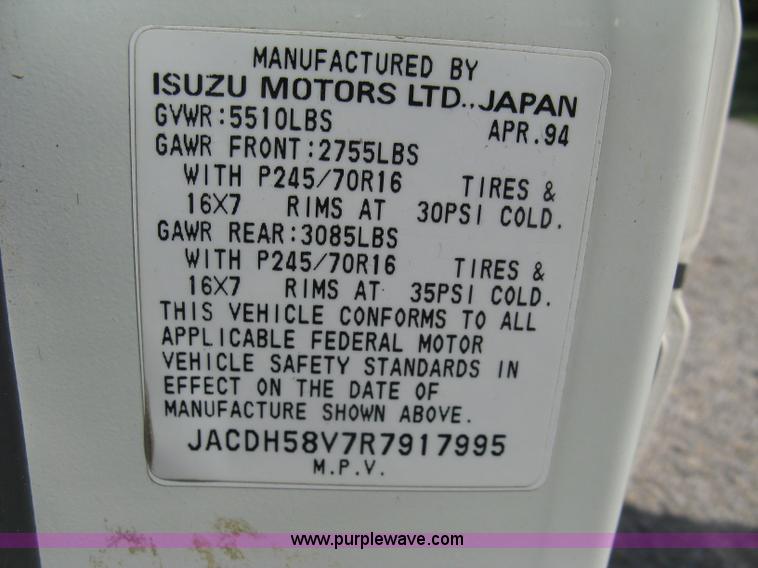 MANUFACTURED BY
ISUZU MOTORS LTD., JAPAN
GVWR:5510LBS APR.94
GAWR FRONT:2755LBS
WITH P245/70R16 TIRES &
16X7 RIMS AT 30PSI COLD.
GAWR REAR:3085LBS
WITH P245/70R16 TIRES &
16X7 RIMS AT 35PSI COLD.
THIS VEHICLE CONFORMS TO ALL
APPLICABLE FEDERAL MOTOR
VEHICLE SAFETY STANDARDS IN
EFFECT ON THE DATE OF
MANUFACTURE SHOWN ABOVE.
JACDH58V7R7917995
M.P.V.
www.purplewave.com